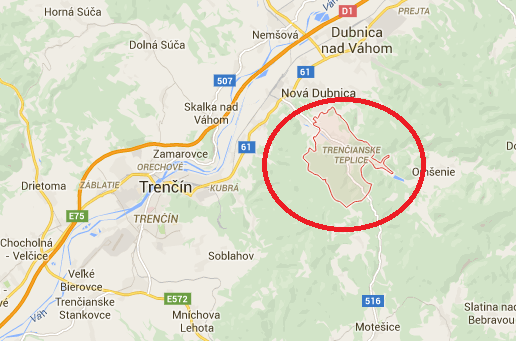 Horná Súča
Dolná Súča
Nemšová
Váh
D1
PREJTA
Dubnica
nad Váhom
507
61
Skalka nad
Váhom
Nová Dubnica
Zamarovce
61
TRENČIANSKE
TEPLICE
Omšenie
ORECHOVÉ
Drietoma
ZÁBLATIE
Trenčín
KUBRÁ
E75
TRENČÍN
Chocholná
- Velčice
Soblahov
Veľké
Bierovce
Trenčianske
Stankovce
E572
Váh
Mníchova
Lehota
516
Motešice
Slatina nad
Bebravou